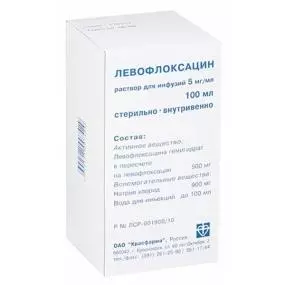 ЛЕВОФЛОКСАЦИН
раствор для инфузий 5 мг/мл
100 мл
стерильно·внутривенно
Состав:
Активное вещество:
Левофлоксацина гемигидрат
в пересчете
на левофлоксацин 500 мг
Вспомогательные вещества:
Натрия хлорид 900 мг
Вода для инъекций до 100 мл
Р № ЛСР-001900/10
ОАО "Красфарма", Россия